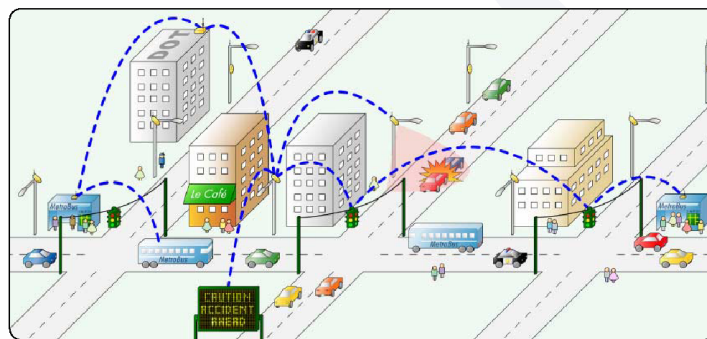 DOT
Le Café
MetroBus
MetroBus
MetroBus
MetroBus
CAUTION
ACCIDENT
AHEAD